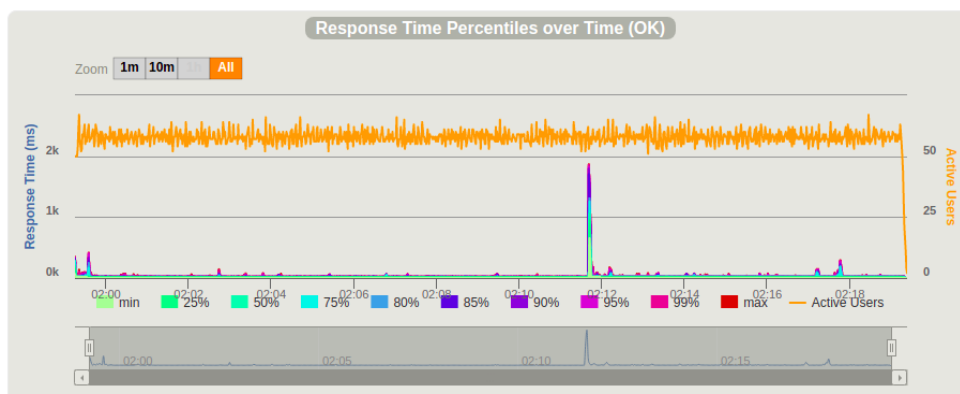 Response Time Percentiles over Time (OK)
Zoom 1m 10m 1h All
Response Time (ms)
2k
1k
0k
50
25
0
Active Users
02:00 02:02 02:04 02:06 02:08 02:10 02:12 02:14 02:16 02:18
min 25% 50% 75% 80% 85% 90% 95% 99% max Active Users
02:00 02:05 02:10 02:15